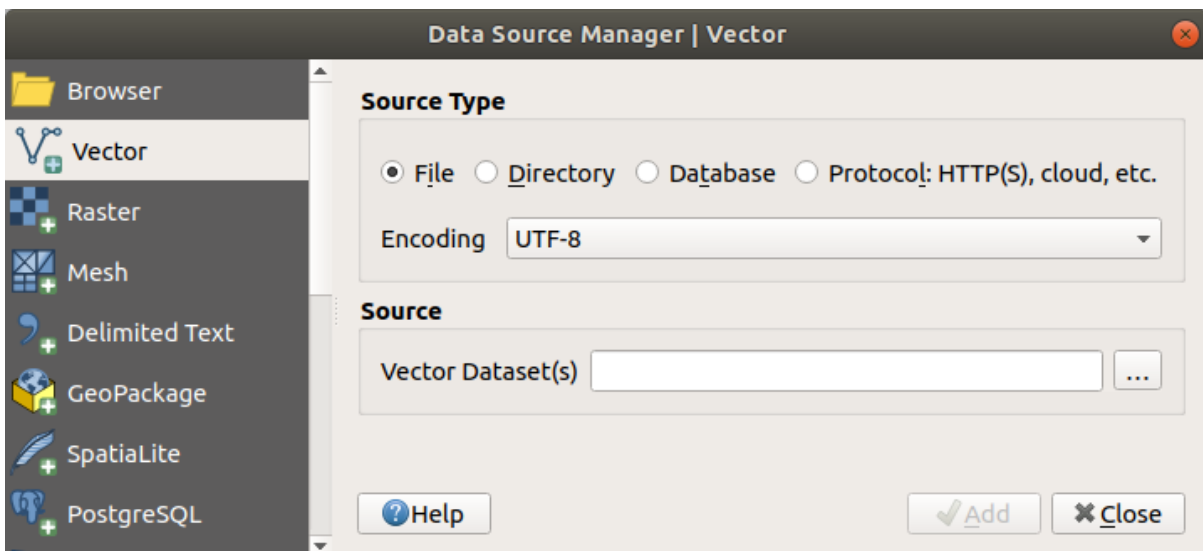 Data Source Manager | Vector
Browser
Vector
Raster
Mesh
Delimited Text
GeoPackage
SpatiaLite
PostgreSQL
Source Type
File Directory Database Protocol: HTTP(S), cloud, etc.
Encoding UTF-8
Source
Vector Dataset(s) ...
Help Add Close